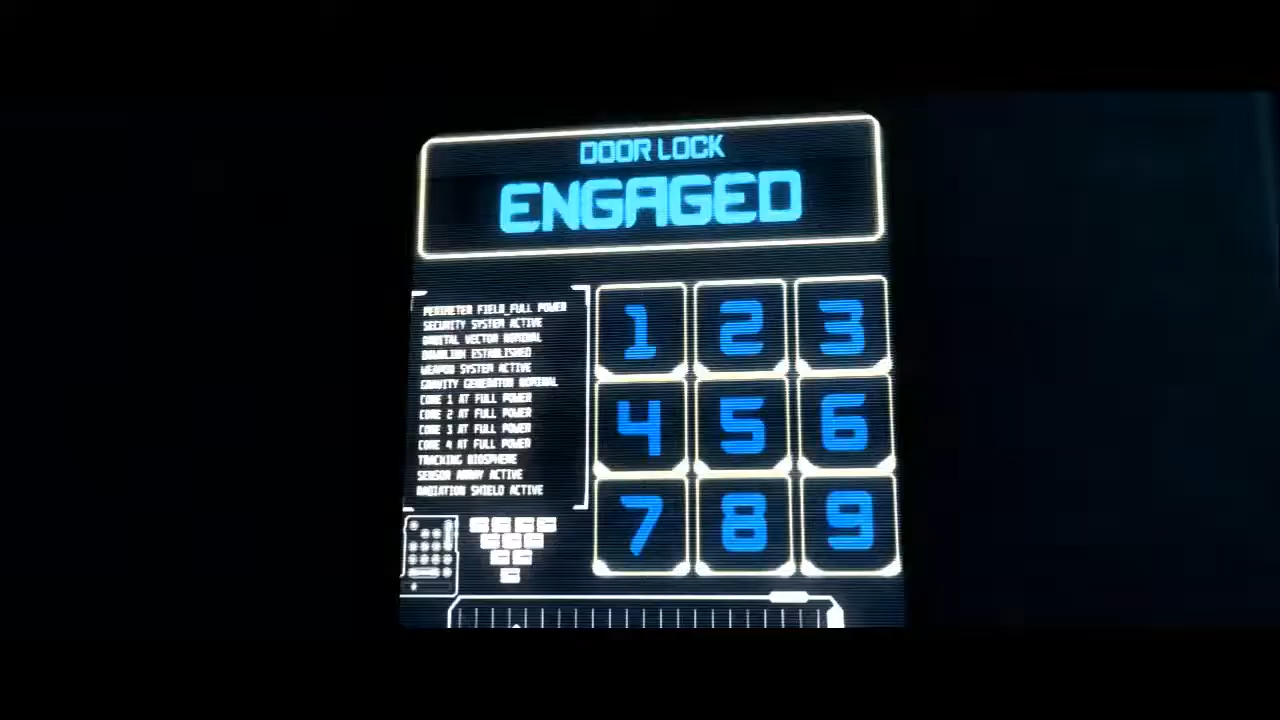 DOOR LOCK
ENGAGED
PERIMETER FIELD_FULL POWER
SECURITY SYSTEM ACTIVE
ORBITAL VECTOR NOMINAL
DOWNLINK ESTABLISHED
WEAPON SYSTEM ACTIVE
GRAVITY GENERATOR NOMINAL
CORE 1 AT FULL POWER
CORE 2 AT FULL POWER
CORE 3 AT FULL POWER
CORE 4 AT FULL POWER
TRACKING BIOSPHERE
SENSOR ARRAY ACTIVE
RADIATION SHIELD ACTIVE
1 2 3
4 5 6
7 8 9